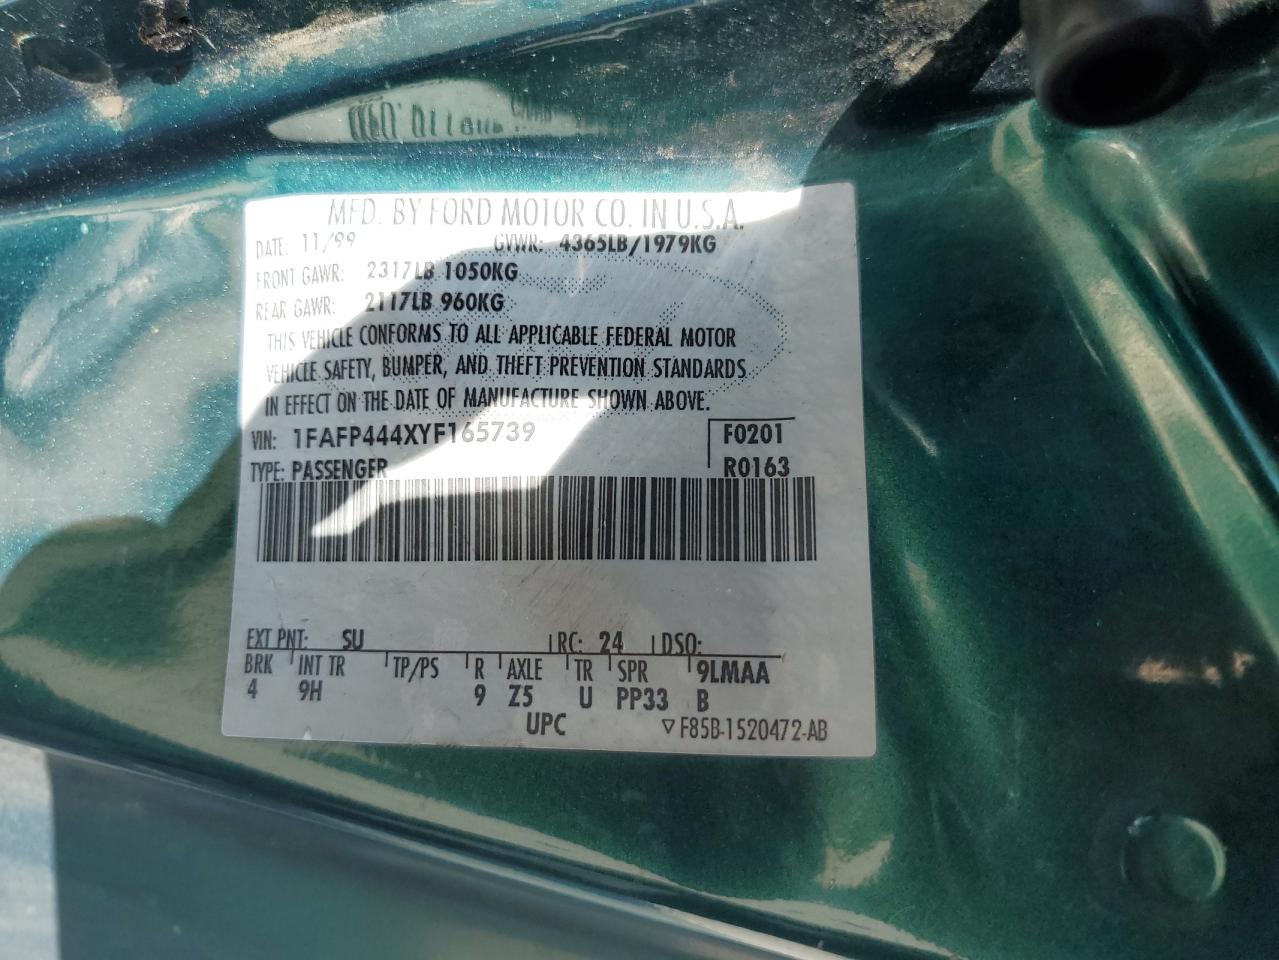 MFD. BY FORD MOTOR CO. IN U.S.A.
DATE: 11/99 GVWR: 4365LB/1979KG
FRONT GAWR: 2317LB 1050KG
REAR GAWR: 2117LB 960KG
THIS VEHICLE CONFORMS TO ALL APPLICABLE FEDERAL MOTOR
VEHICLE SAFETY, BUMPER, AND THEFT PREVENTION STANDARDS
IN EFFECT ON THE DATE OF MANUFACTURE SHOWN ABOVE.
VIN: 1FAFP444XYF165739 F0201
TYPE: PASSENGER R0163
EXT PNT: SU RC: 24 DSO:
BRK INT TR TP/PS R AXLE TR SPR 9LMAA
4 9H 9 Z5 U PP33 B
UPC ▽F85B-1520472-AB